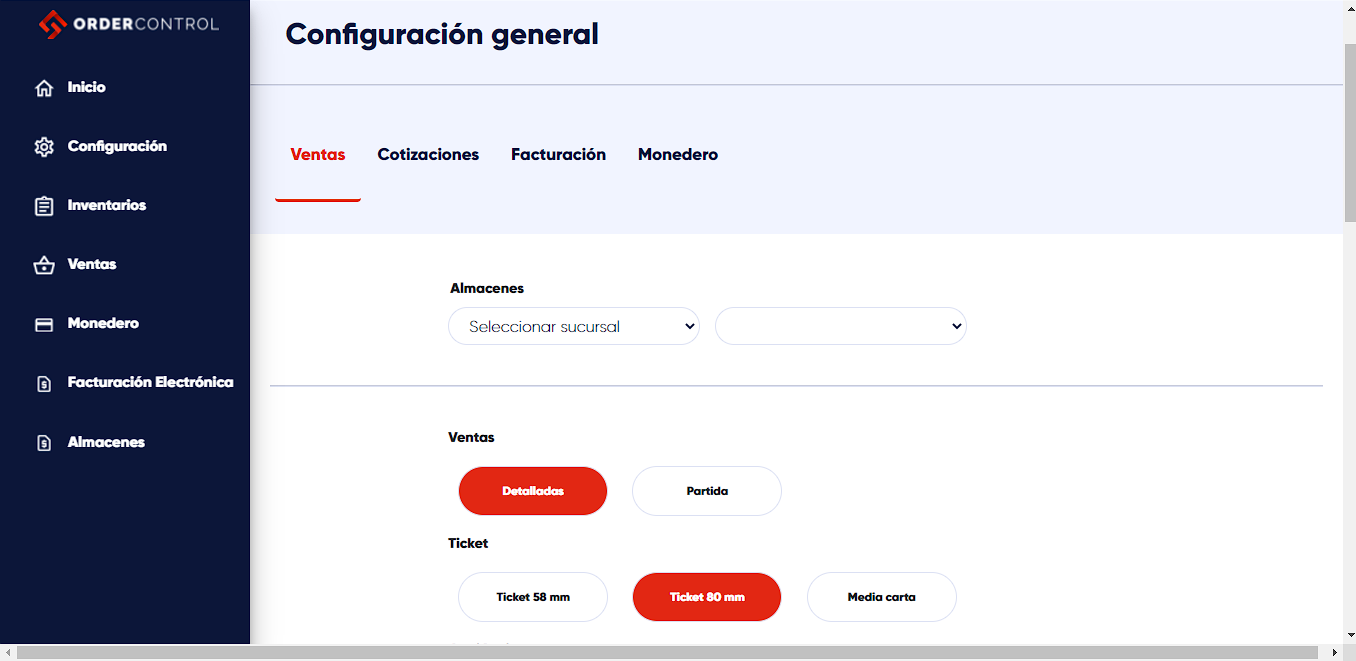 ORDERCONTROL
Inicio
Configuración
Inventarios
Ventas
Monedero
Facturación Electrónica
Almacenes
Configuración general
Ventas Cotizaciones Facturación Monedero
Almacenes
Seleccionar sucursal
Ventas
Detalladas Partida
Ticket
Ticket 58 mm Ticket 80 mm Media carta